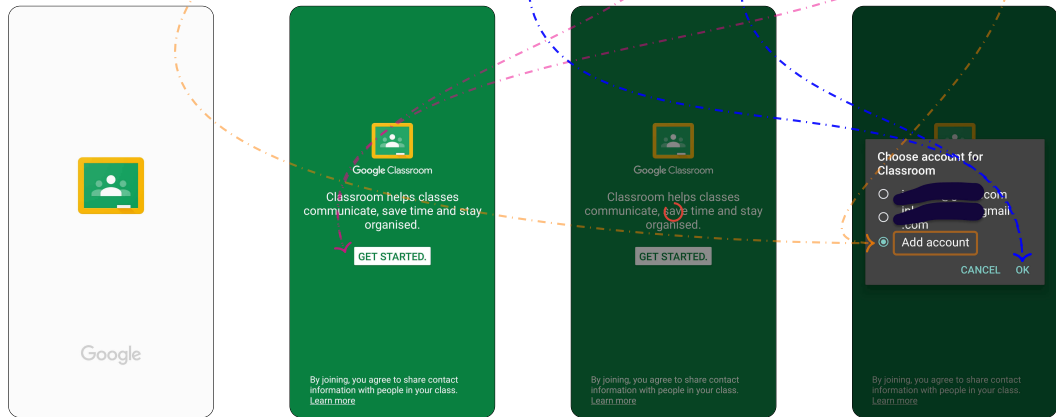 Google
Google Classroom
Classroom helps classes
communicate, save time and stay
organised.
GET STARTED.
By joining, you agree to share contact
information with people in your class.
Learn more
Google Classroom
Classroom helps classes
communicate, save time and stay
organised.
GET STARTED.
By joining, you agree to share contact
information with people in your class.
Learn more
Choose account for
Classroom
.com
@gmail
.com
Add account
CANCEL OK
By joining, you agree to share contact
information with people in your class.
Learn more